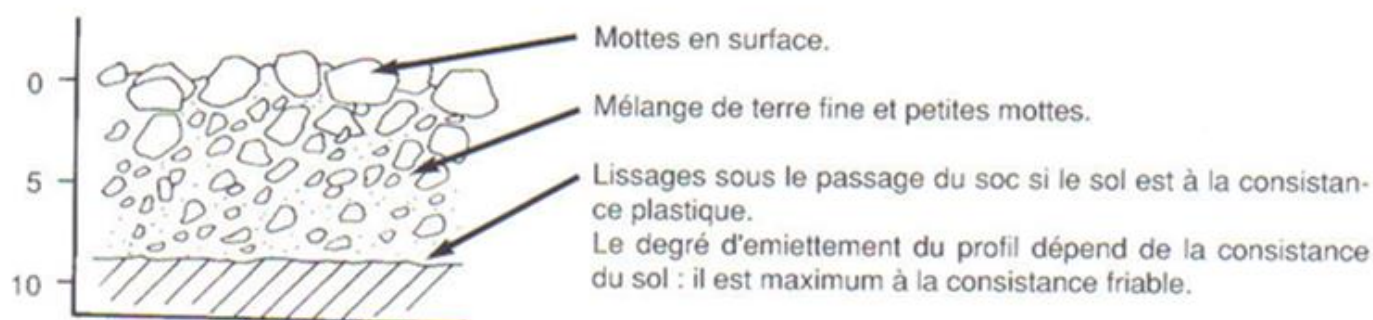 Mottes en surface.
0
Mélange de terre fine et petites mottes.
5
Lissages sous le passage du soc si le sol est à la consistan-
ce plastique.
Le degré d'emiettement du profil dépend de la consistance
du sol : il est maximum à la consistance friable.
10